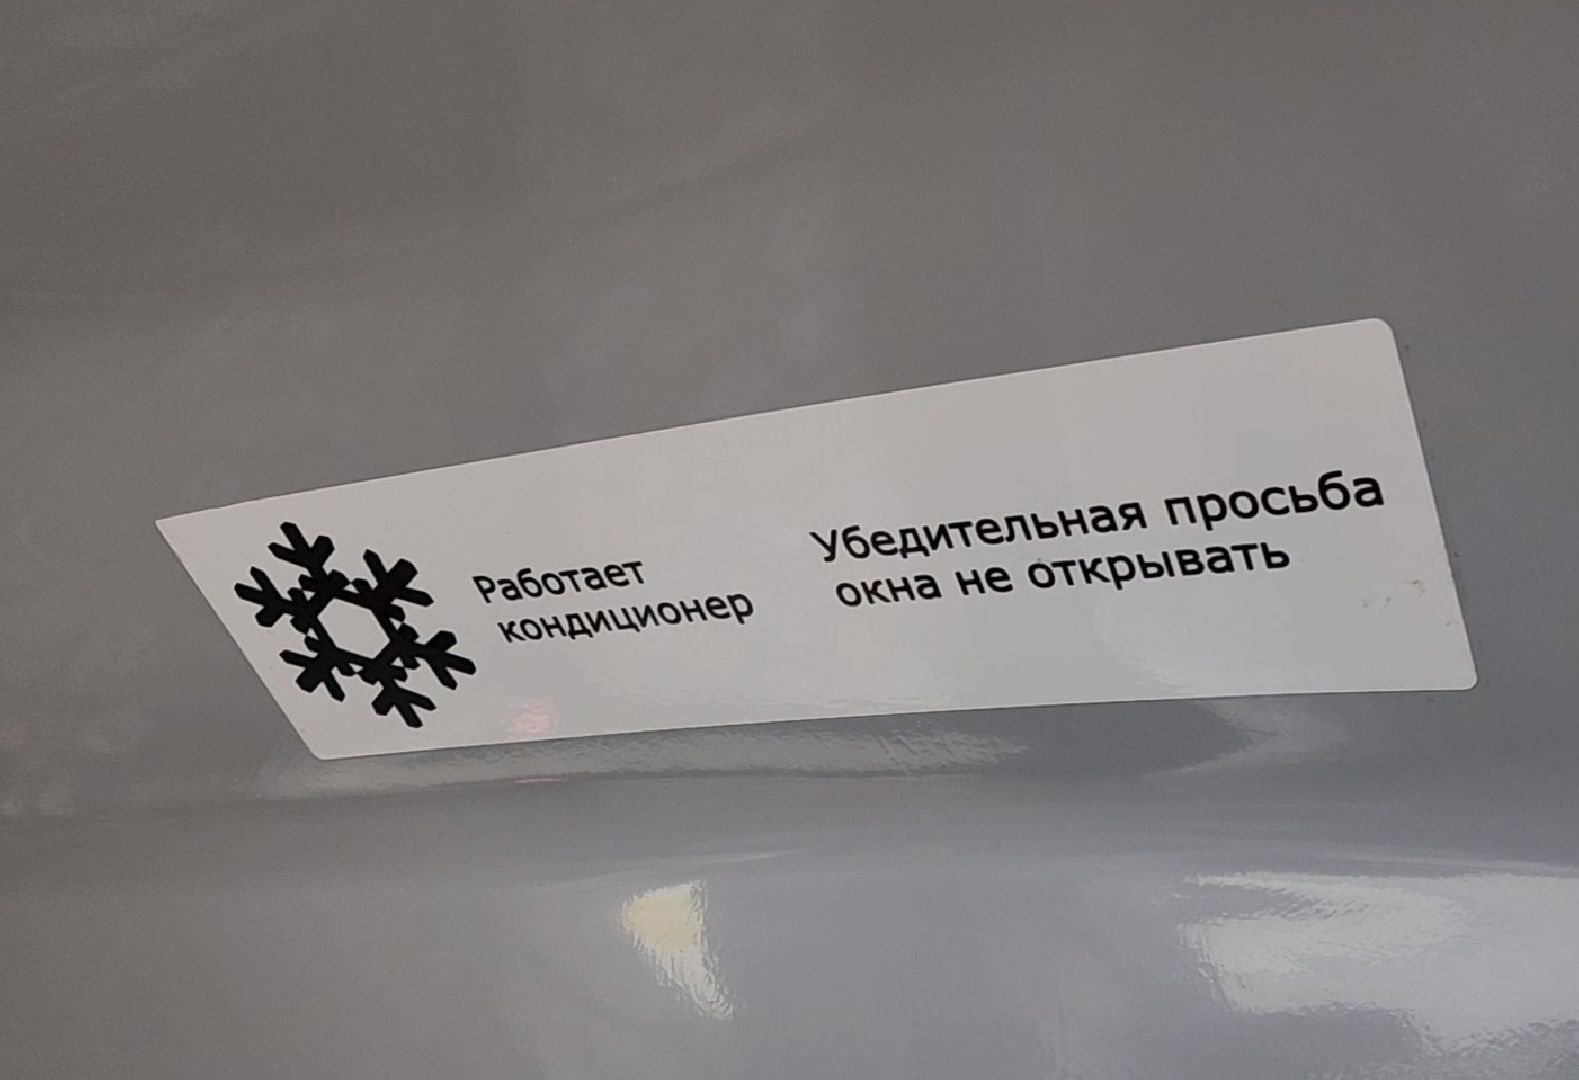 Работает
кондиционер
Убедительная просьба
окна не открывать